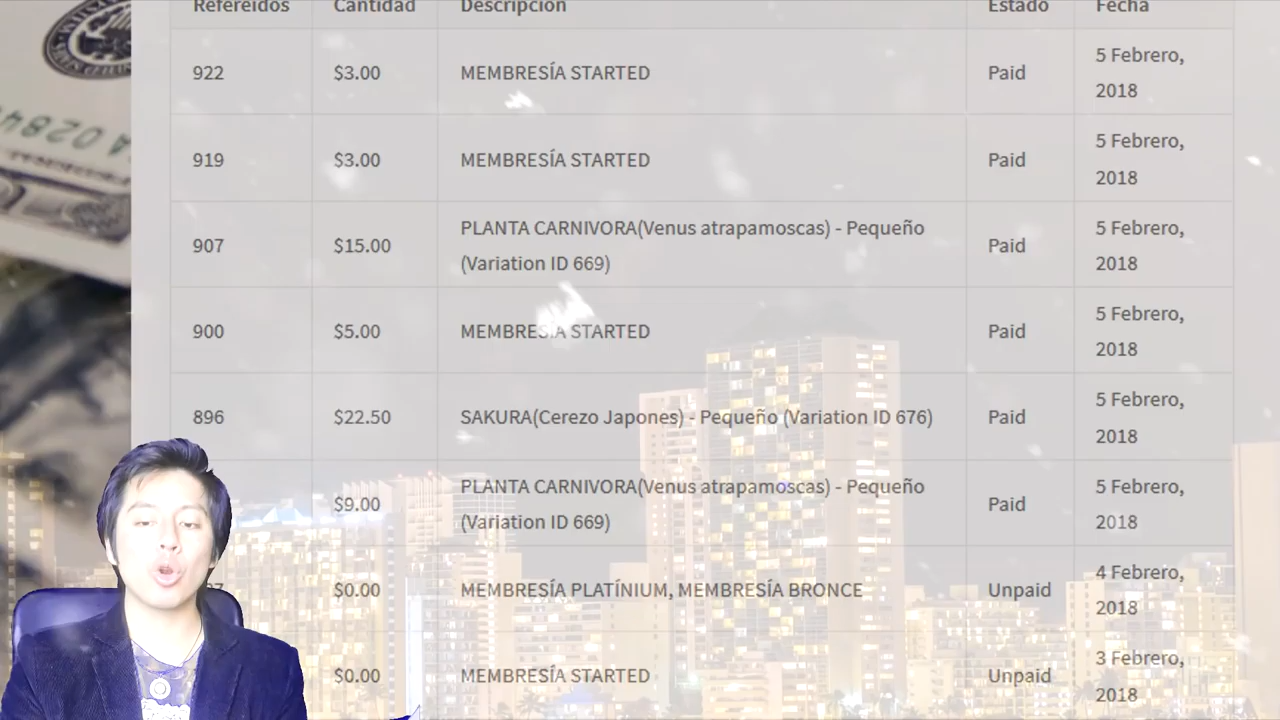 Refereidos Cantidad Descripción Estado Fecha
922 $3.00 MEMBRESÍA STARTED Paid 5 Febrero,
2018
919 $3.00 MEMBRESÍA STARTED Paid 5 Febrero,
2018
907 $15.00 PLANTA CARNIVORA(Venus atrapamoscas) - Pequeño
(Variation ID 669) Paid 5 Febrero,
2018
900 $5.00 MEMBRESÍA STARTED Paid 5 Febrero,
2018
896 $22.50 SAKURA(Cerezo Japones) - Pequeño (Variation ID 676) Paid 5 Febrero,
2018
$9.00 PLANTA CARNIVORA(Venus atrapamoscas) - Pequeño
(Variation ID 669) Paid 5 Febrero,
2018
$0.00 MEMBRESÍA PLATÍNIUM, MEMBRESÍA BRONCE Unpaid 4 Febrero,
2018
$0.00 MEMBRESÍA STARTED Unpaid 3 Febrero,
2018